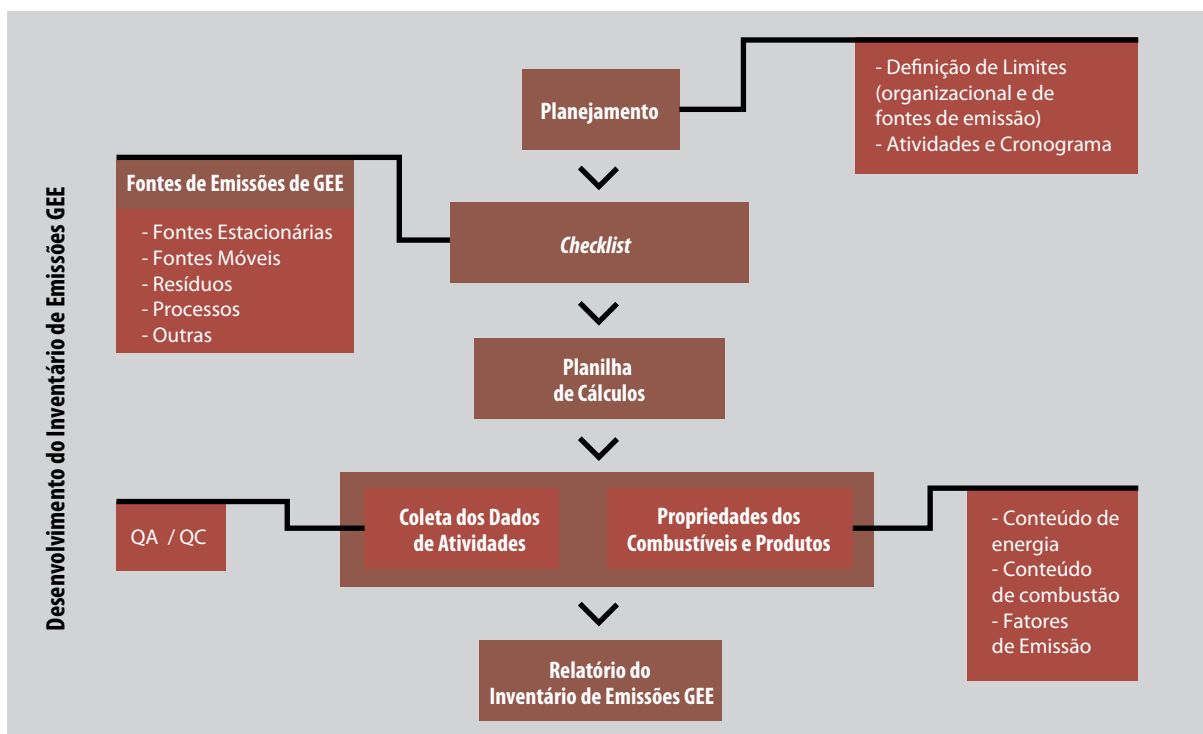 Desenvolvimento do Inventário de Emissões GEE
Planejamento
- Definição de Limites
(organizacional e de
fontes de emissão)
- Atividades e Cronograma
Fontes de Emissões de GEE
- Fontes Estacionárias
- Fontes Móveis
- Resíduos
- Processos
- Outras
Checklist
Planilha
de Cálculos
QA / QC
Coleta dos Dados
de Atividades
Propriedades dos
Combustíveis e Produtos
- Conteúdo de
energia
- Conteúdo
de combustão
- Fatores
de Emissão
Relatório do
Inventário de Emissões GEE